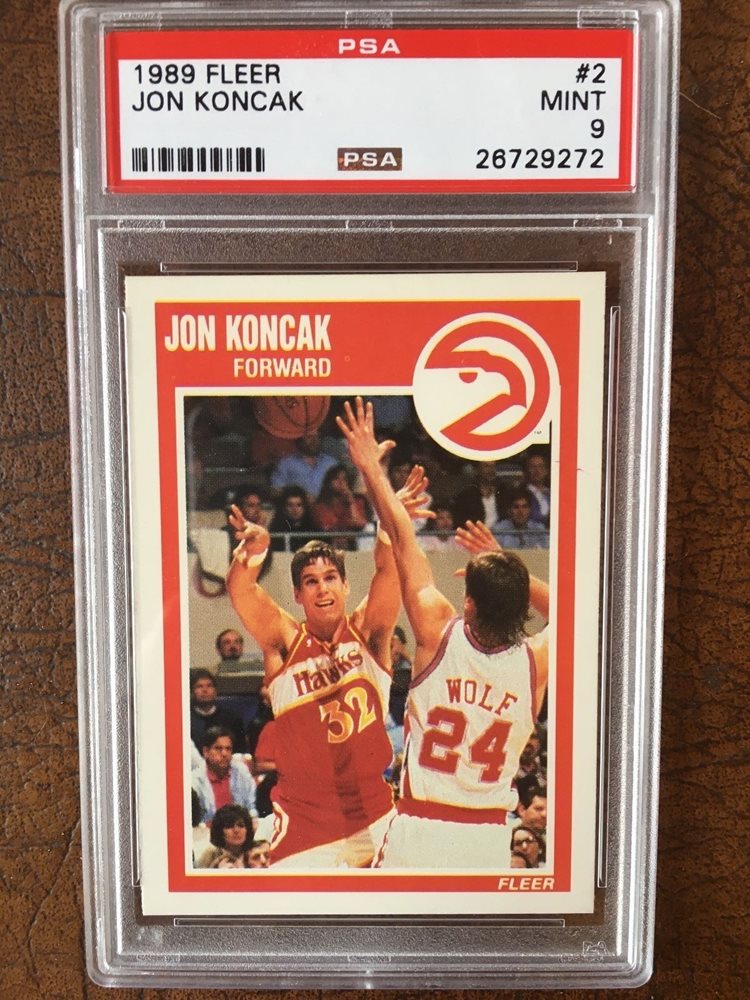 PSA
1989 FLEER #2
JON KONCAK MINT
9
PSA 26729272
JON KONCAK
FORWARD
Hawks
32
WOLF
24
FLEER